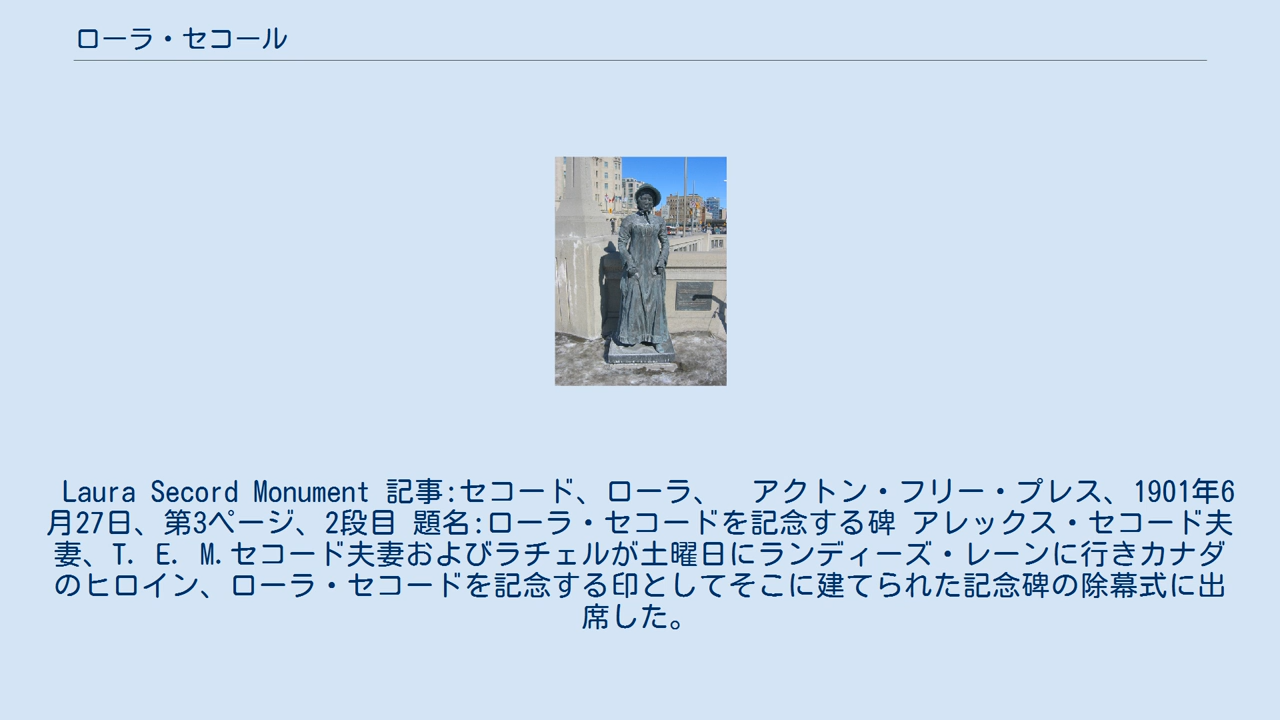 ローラ・セコール
Laura Secord Monument 記事:セコード、ローラ、　アクトン・フリー・プレス、1901年6
月27日、第3ページ、2段目 題名:ローラ・セコードを記念する碑 アレックス・セコード夫
妻、T. E. M.セコード夫妻およびラチェルが土曜日にランディーズ・レーンに行きカナダ
のヒロイン、ローラ・セコードを記念する印としてそこに建てられた記念碑の除幕式に出
席した。